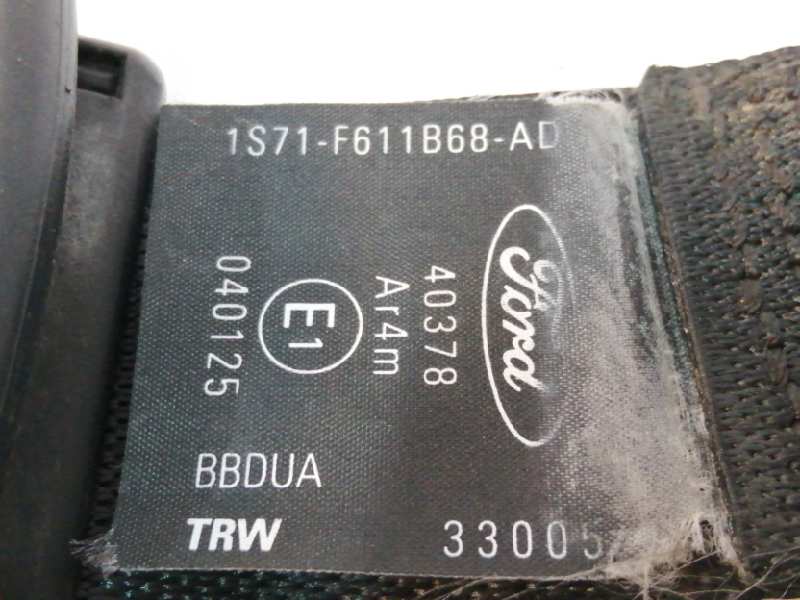 1S71-F611B68-AD
Ford
40378
Ar4m
E1
040125
BBDUA
TRW
33005